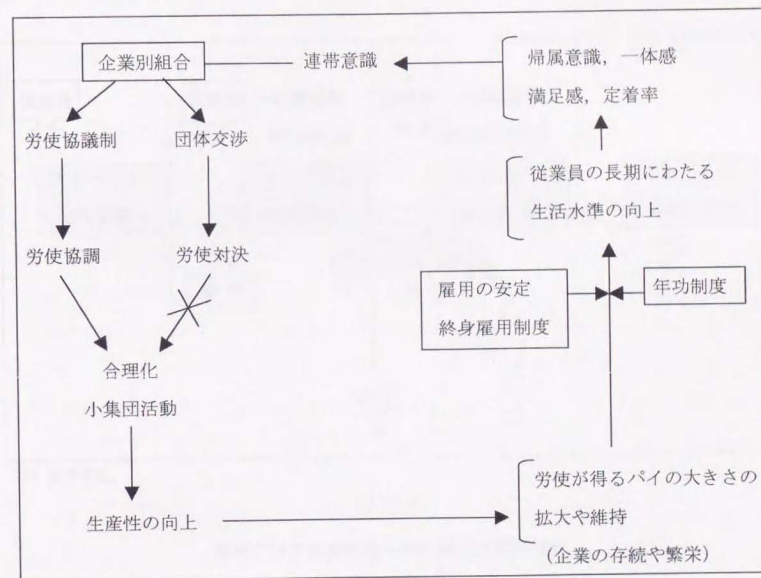 企業別組合
連帯意識
帰属意識，一体感
満足感，定着率
労使協議制
団体交渉
従業員の長期にわたる
生活水準の向上
労使協調
労使対決
雇用の安定
終身雇用制度
年功制度
合理化
小集団活動
労使が得るパイの大きさの
拡大や維持
(企業の存続や繁栄)
生産性の向上